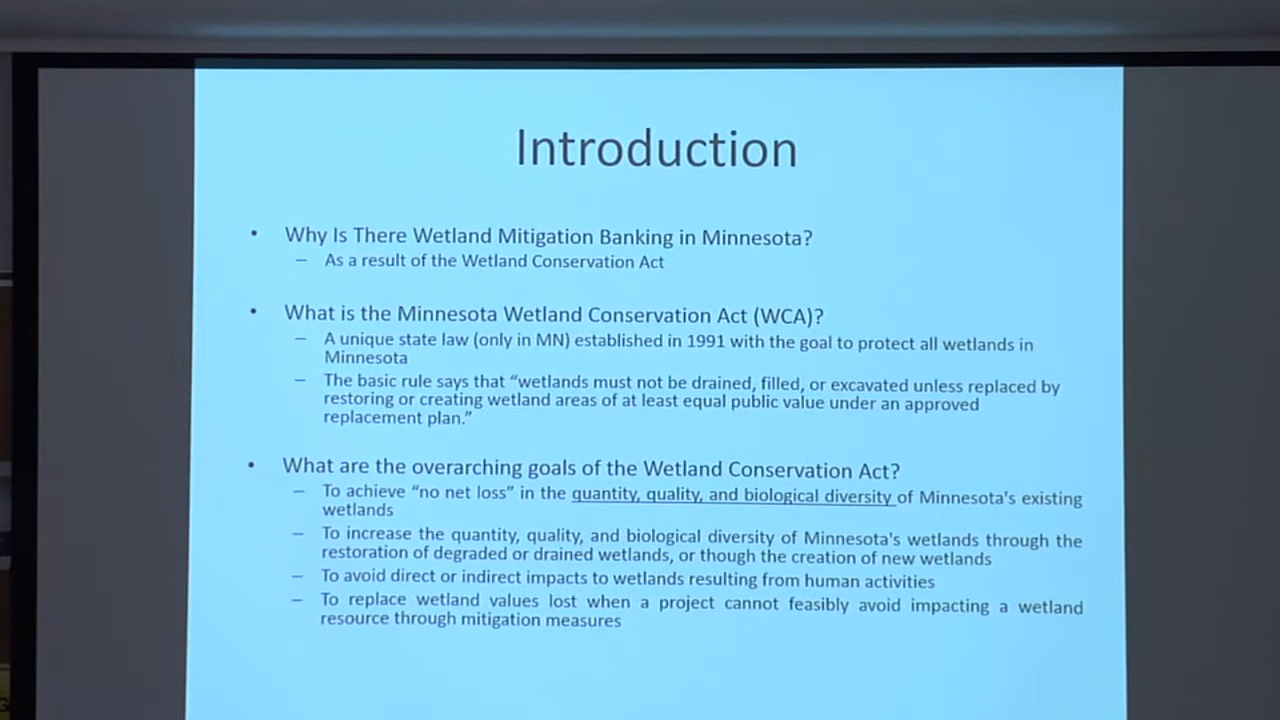 Introduction
• Why Is There Wetland Mitigation Banking in Minnesota?
– As a result of the Wetland Conservation Act
• What is the Minnesota Wetland Conservation Act (WCA)?
– A unique state law (only in MN) established in 1991 with the goal to protect all wetlands in
Minnesota
– The basic rule says that “wetlands must not be drained, filled, or excavated unless replaced by
restoring or creating wetland areas of at least equal public value under an approved
replacement plan.”
• What are the overarching goals of the Wetland Conservation Act?
– To achieve “no net loss” in the quantity, quality, and biological diversity of Minnesota's existing
wetlands
– To increase the quantity, quality, and biological diversity of Minnesota's wetlands through the
restoration of degraded or drained wetlands, or though the creation of new wetlands
– To avoid direct or indirect impacts to wetlands resulting from human activities
– To replace wetland values lost when a project cannot feasibly avoid impacting a wetland
resource through mitigation measures